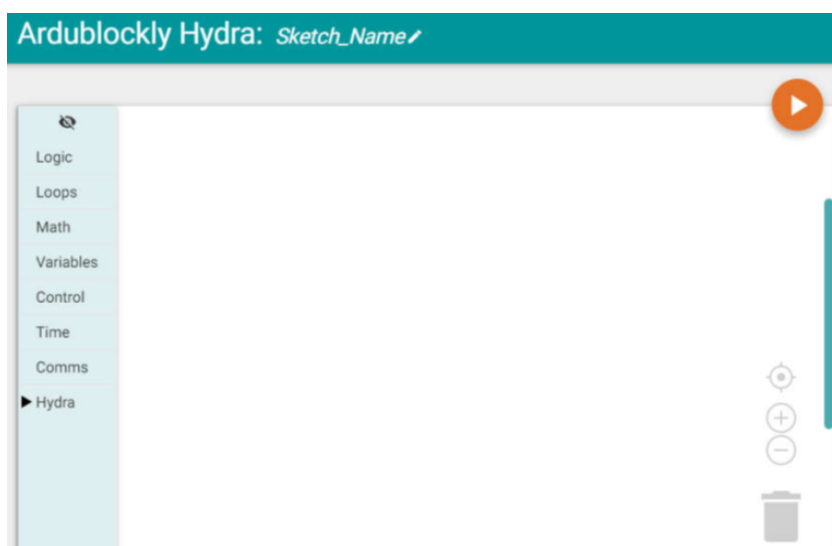 Ardublockly Hydra: Sketch_Name
Logic
Loops
Math
Variables
Control
Time
Comms
Hydra